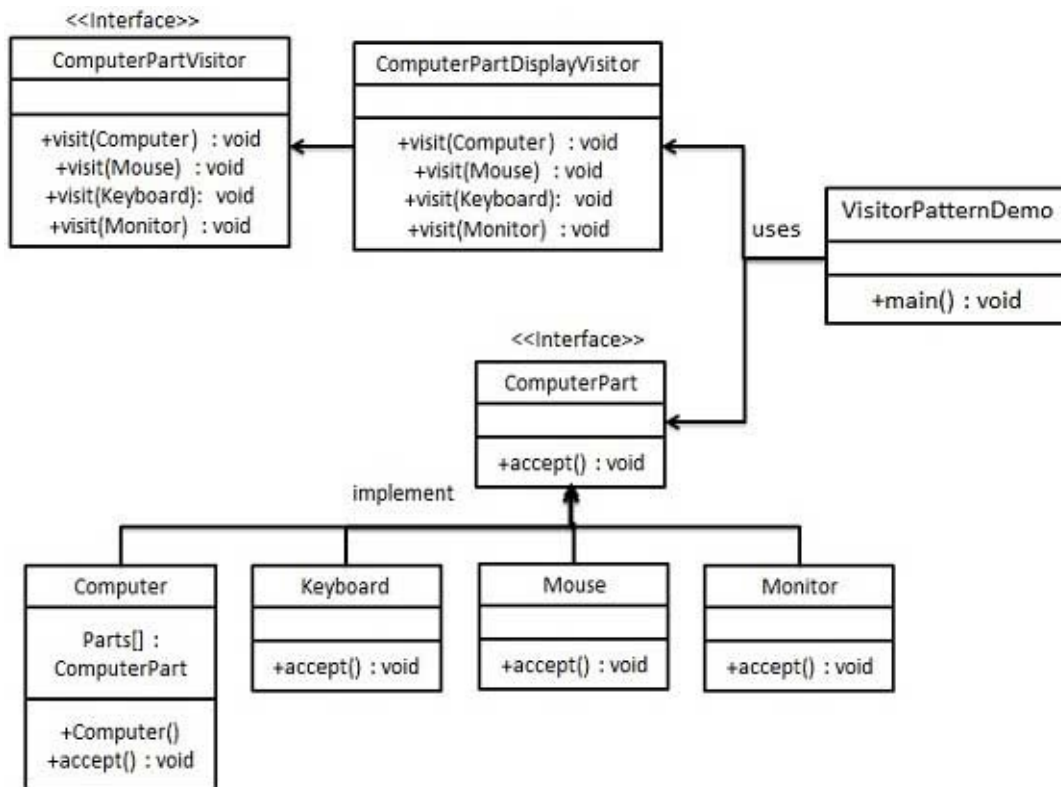 <<Interface>>
ComputerPartVisitor
+visit(Computer) : void
+visit(Mouse) : void
+visit(Keyboard): void
+visit(Monitor) : void
ComputerPartDisplayVisitor
+visit(Computer) : void
+visit(Mouse) : void
+visit(Keyboard): void
+visit(Monitor) : void
uses
VisitorPatternDemo
+main() : void
<<Interface>>
ComputerPart
+accept() : void
implement
Computer
Parts[] :
ComputerPart
+Computer()
+accept() : void
Keyboard
+accept() : void
Mouse
+accept() : void
Monitor
+accept() : void